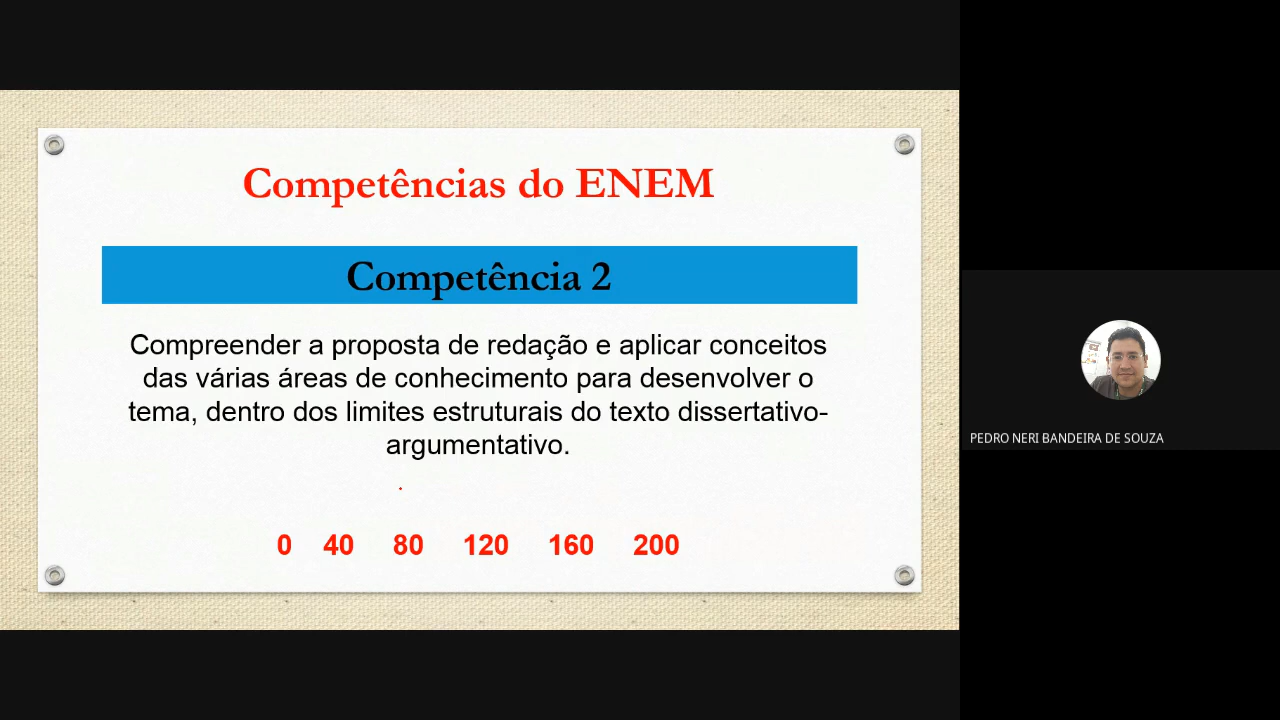 Competências do ENEM
Competência 2
Compreender a proposta de redação e aplicar conceitos
das várias áreas de conhecimento para desenvolver o
tema, dentro dos limites estruturais do texto dissertativo-
argumentativo.
0 40 80 120 160 200
PEDRO NERI BANDEIRA DE SOUZA